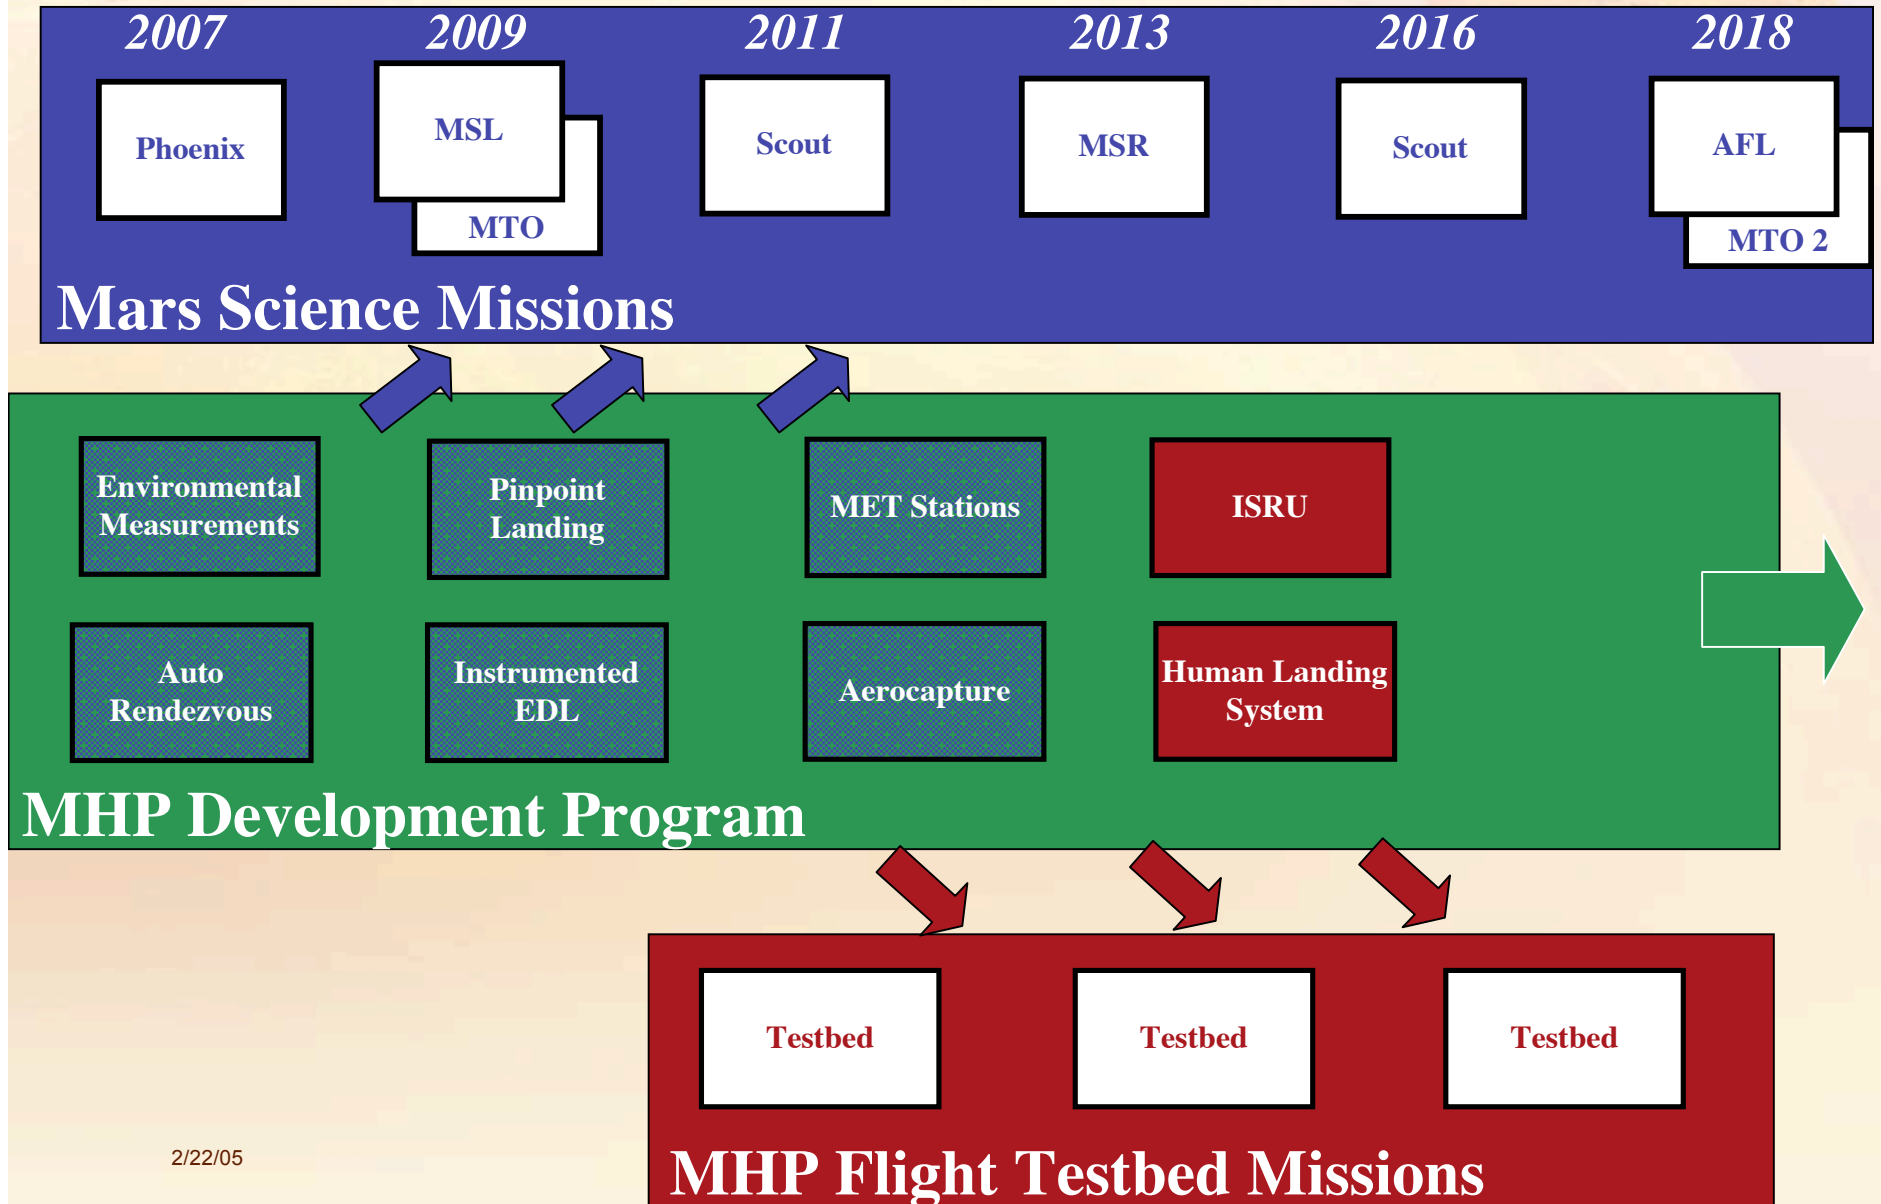 2007 2009 2011 2013 2016 2018
Phoenix
MSL
MTO
Scout
MSR
Scout
AFL
MTO 2
Mars Science Missions
Environmental
Measurements
Pinpoint
Landing
MET Stations
ISRU
Auto
Rendezvous
Instrumented
EDL
Aerocapture
Human Landing
System
MHP Development Program
Testbed
Testbed
Testbed
MHP Flight Testbed Missions
2/22/05